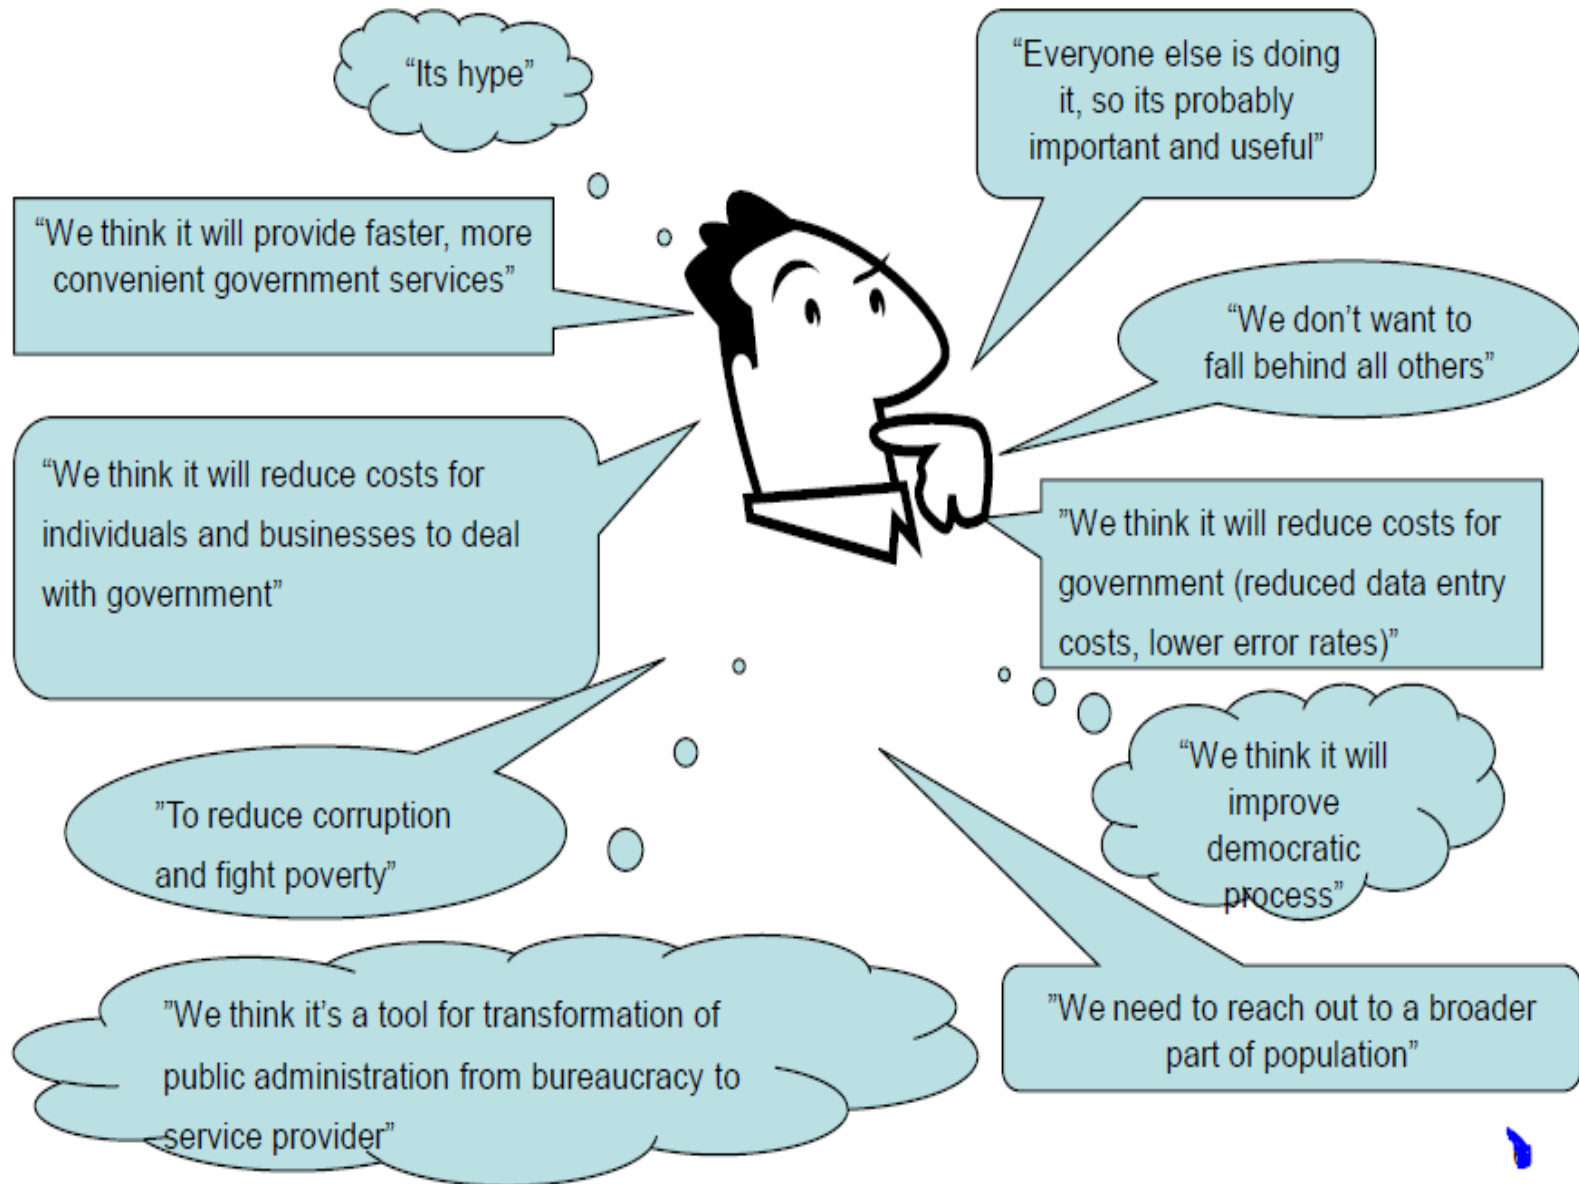 “Its hype”
“Everyone else is doing
it, so its probably
important and useful”
“We think it will provide faster, more
convenient government services”
“We don’t want to
fall behind all others”
“We think it will reduce costs for
individuals and businesses to deal
with government”
”We think it will reduce costs for
government (reduced data entry
costs, lower error rates)”
”To reduce corruption
and fight poverty”
“We think it will
improve
democratic
process”
”We think it’s a tool for transformation of
public administration from bureaucracy to
service provider”
”We need to reach out to a broader
part of population”